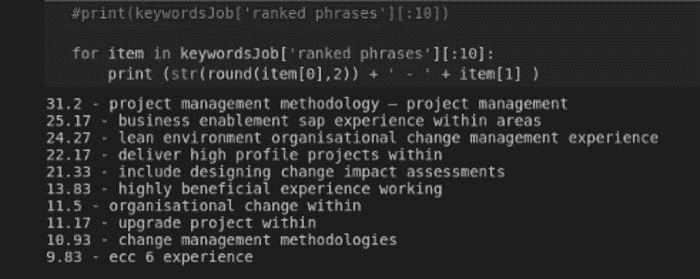 #print(keywordsJob['ranked phrases'][:10])
for item in keywordsJob['ranked phrases'][:10]:
print (str(round(item[0],2)) + ' - ' + item[1] )
31.2 - project management methodology – project management
25.17 - business enablement sap experience within areas
24.27 - lean environment organisational change management experience
22.17 - deliver high profile projects within
21.33 - include designing change impact assessments
13.83 - highly beneficial experience working
11.5 - organisational change within
11.17 - upgrade project within
10.93 - change management methodologies
9.83 - ecc 6 experience